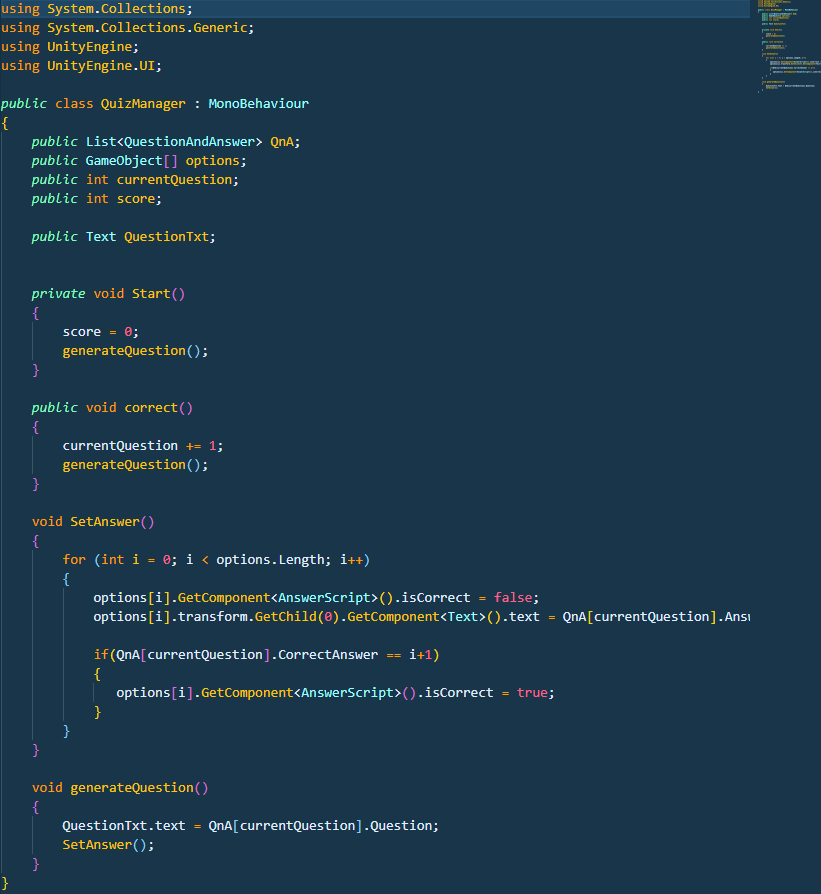 using System.Collections;
using System.Collections.Generic;
using UnityEngine;
using UnityEngine.UI;
public class QuizManager : MonoBehaviour
{
public List<QuestionAndAnswer> QnA;
public GameObject[] options;
public int currentQuestion;
public int score;
public Text QuestionTxt;
private void Start()
{
score = 0;
generateQuestion();
}
public void correct()
{
currentQuestion += 1;
generateQuestion();
}
void SetAnswer()
{
for (int i = 0; i < options.Length; i++)
{
options[i].GetComponent<AnswerScript>().isCorrect = false;
options[i].transform.GetChild(0).GetComponent<Text>().text = QnA[currentQuestion].
if(QnA[currentQuestion].CorrectAnswer == i+1)
{
options[i].GetComponent<AnswerScript>().isCorrect = true;
}
}
}
void generateQuestion()
{
QuestionTxt.text = QnA[currentQuestion].Question;
SetAnswer();
}
}